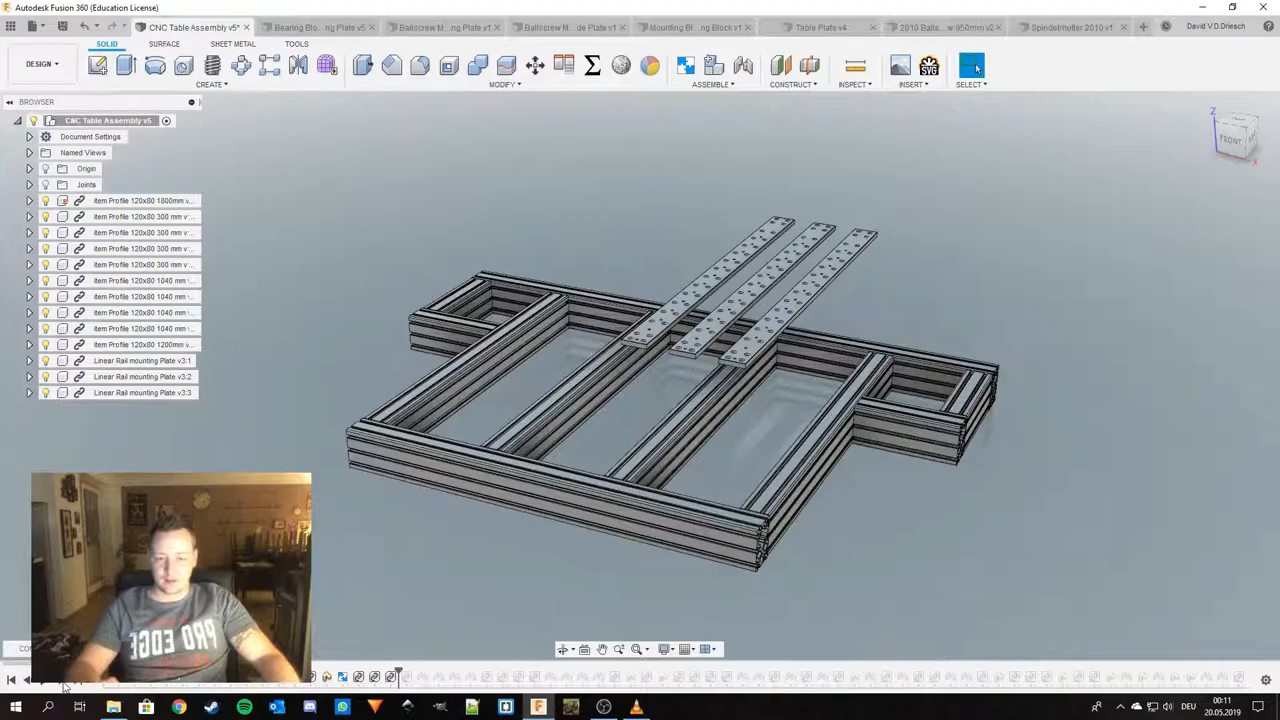 Autodesk Fusion 360 (Education License)
CNC Table Assembly v5*
Bearing Blo...ng Plate v5
Ballscrew M...ng Plate v1
Ballscrew M...de Plate v1
Mounting Bl...ng Block v1
Table Plate v4
2010 Balls...w 950mm v2
Spindelmutter 2010 v1
David V.D.Driesch
SOLID
SURFACE
SHEET METAL
TOOLS
DESIGN
CREATE
MODIFY
ASSEMBLE
CONSTRUCT
INSPECT
INSERT
SVG
SELECT
BROWSER
CNC Table Assembly v5
Document Settings
Named Views
Origin
Joints
item Profile 120x80 1800mm v...
item Profile 120x80 300 mm v...
item Profile 120x80 300 mm v...
item Profile 120x80 300 mm v...
item Profile 120x80 300 mm v...
item Profile 120x80 1040 mm v...
item Profile 120x80 1040 mm v...
item Profile 120x80 1040 mm v...
item Profile 120x80 1040 mm v...
item Profile 120x80 1200mm v...
Linear Rail mounting Plate v3:1
Linear Rail mounting Plate v3:2
Linear Rail mounting Plate v3:3
Z
FRONT
X
PRO EDGE
DEU
00:11
20.05.2019